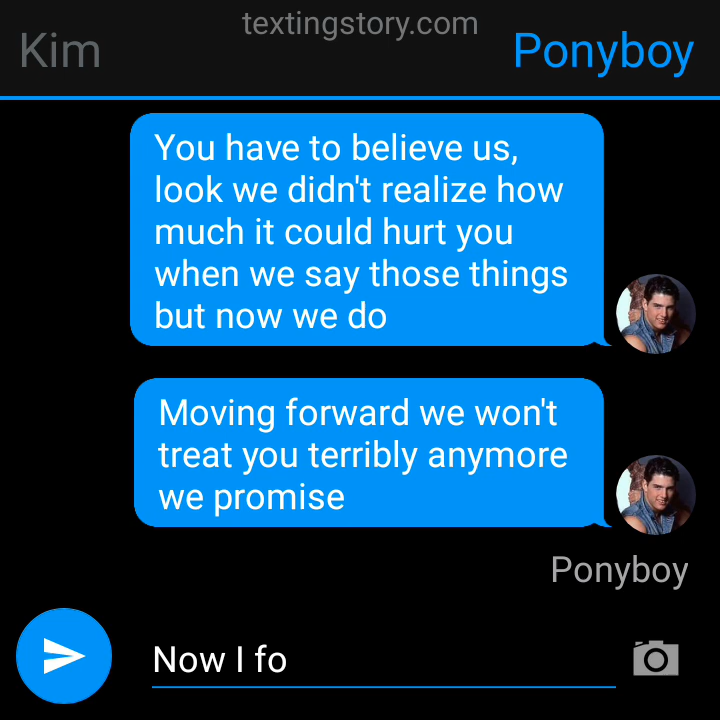 textingstory.com
Kim
Ponyboy
You have to believe us,
look we didn't realize how
much it could hurt you
when we say those things
but now we do
Moving forward we won't
treat you terribly anymore
we promise
Ponyboy
Now I fo